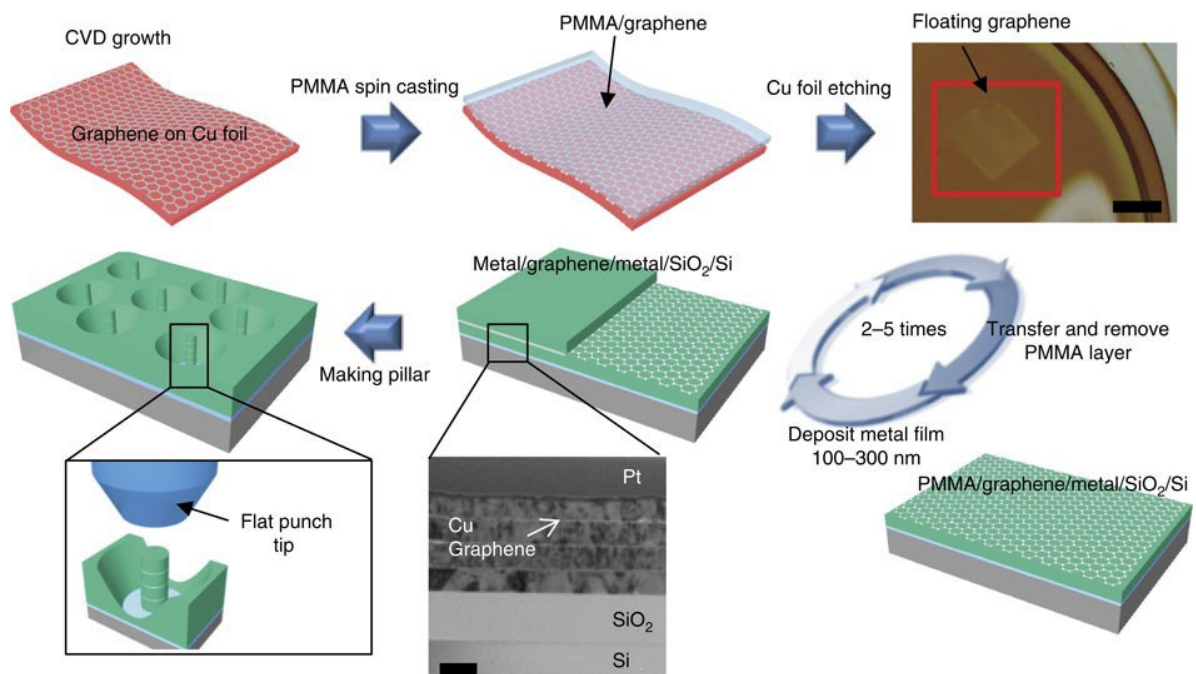 CVD growth
Graphene on Cu foil
PMMA spin casting
PMMA/graphene
Cu foil etching
Floating graphene
Metal/graphene/metal/SiO₂/Si
Making pillar
2–5 times
Transfer and remove
PMMA layer
Deposit metal film
100–300 nm
PMMA/graphene/metal/SiO₂/Si
Flat punch
tip
Pt
Cu
Graphene
SiO₂
Si